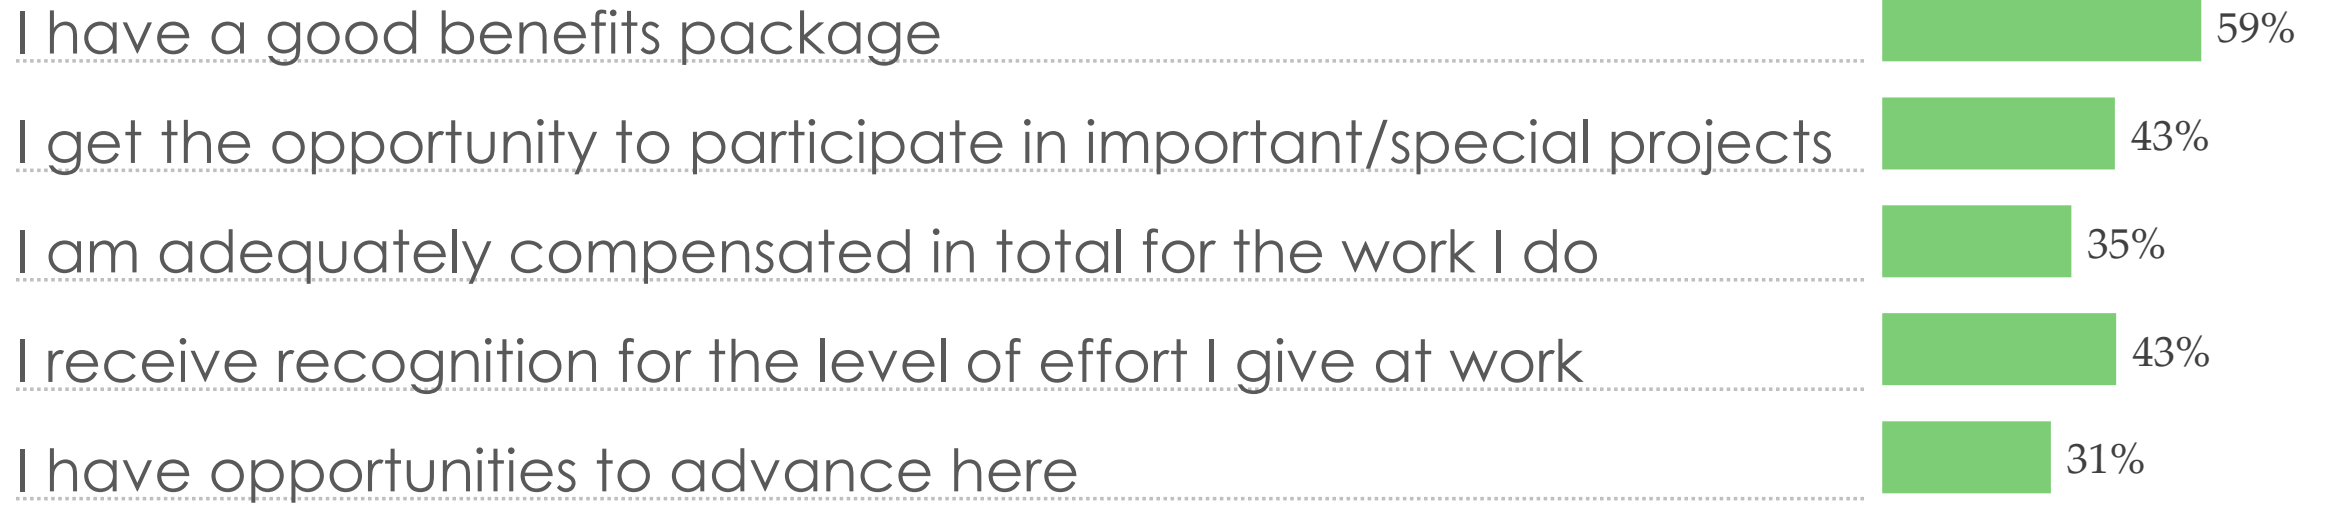 I have a good benefits package 59%
I get the opportunity to participate in important/special projects 43%
I am adequately compensated in total for the work I do 35%
I receive recognition for the level of effort I give at work 43%
I have opportunities to advance here 31%